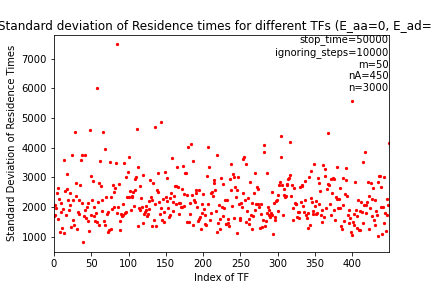 Standard deviation of Residence times for different TFs (E_aa=0, E_ad=
stop_time=50000
ignoring_steps=10000
m=50
nA=450
n=3000
Standard Deviation of Residence Times
7000
6000
5000
4000
3000
2000
1000
0 50 100 150 200 250 300 350 400
Index of TF